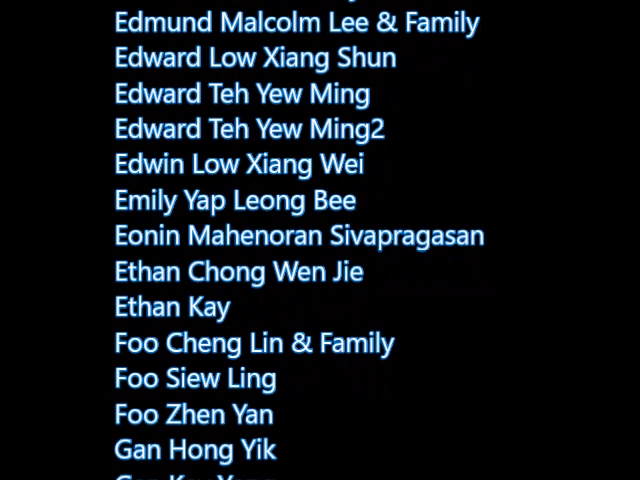 Edmund Malcolm Lee & Family
Edward Low Xiang Shun
Edward Teh Yew Ming
Edward Teh Yew Ming2
Edwin Low Xiang Wei
Emily Yap Leong Bee
Eonin Mahenoran Sivapragasan
Ethan Chong Wen Jie
Ethan Kay
Foo Cheng Lin & Family
Foo Siew Ling
Foo Zhen Yan
Gan Hong Yik